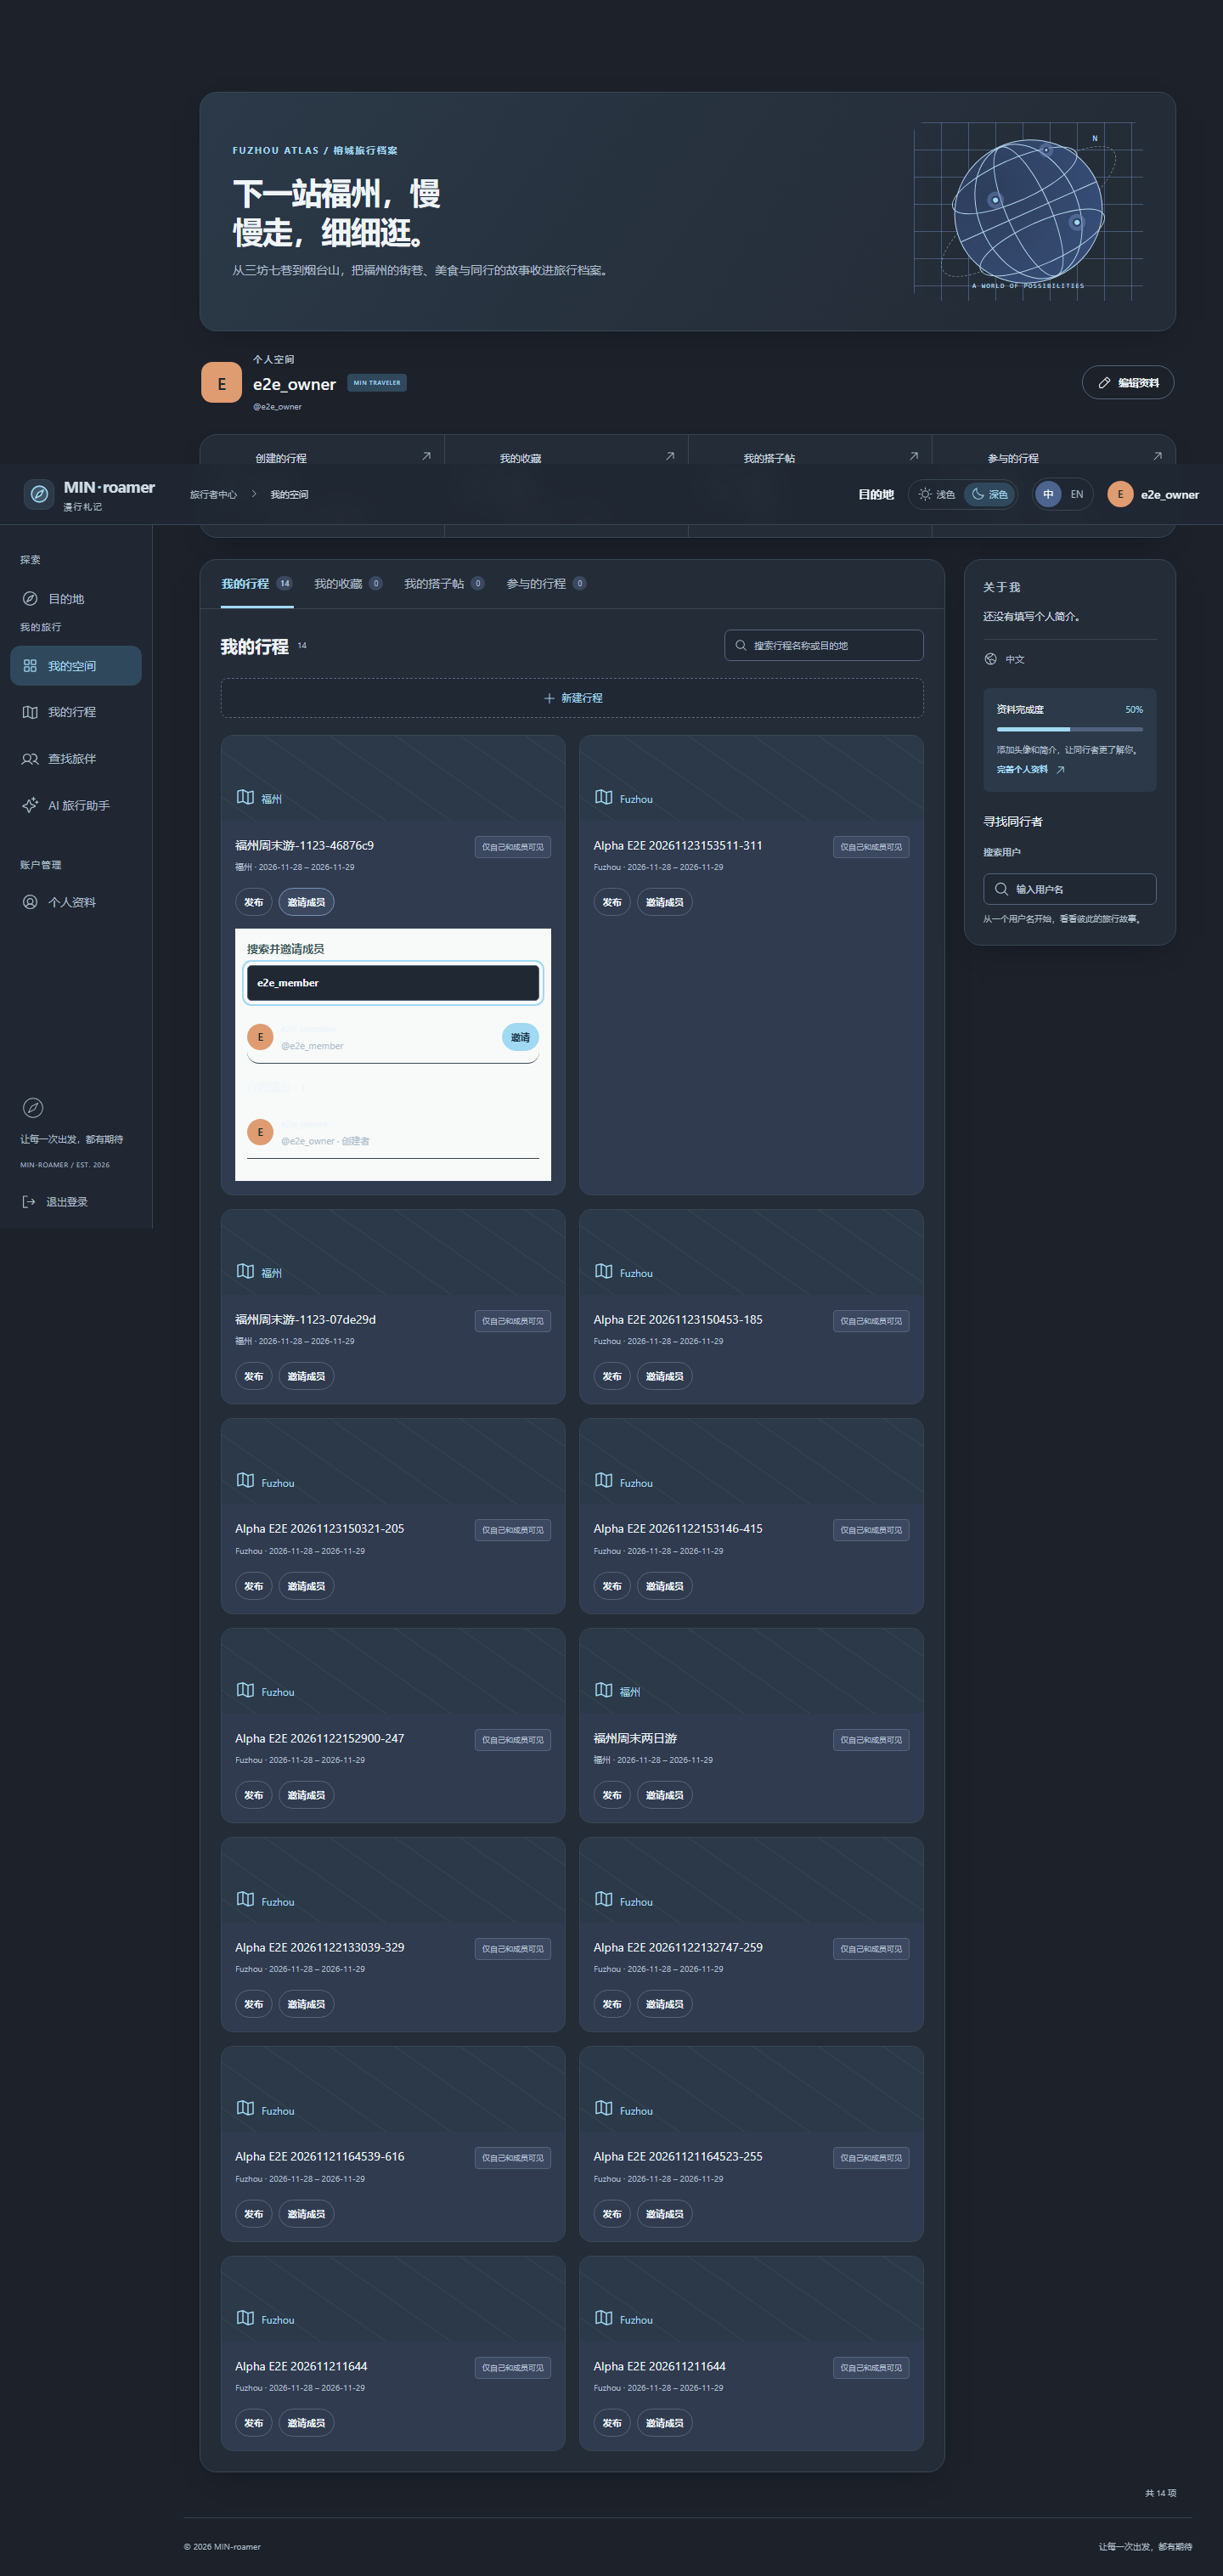 FUZHOU ATLAS / 榕城旅行档案
下一站福州，慢
慢走，细细逛。
从三坊七巷到烟台山，把福州的街巷、美食与同行的故事收进旅行档案。
N
A WORLD OF POSSIBILITIES
E
个人空间
e2e_owner
MIN TRAVELER
@e2e_owner
编辑资料
创建的行程
我的收藏
我的搭子帖
参与的行程
MIN·roamer
漫行札记
旅行者中心
我的空间
目的地
浅色
深色
中
EN
E
e2e_owner
探索
目的地
我的旅行
我的空间
我的行程
查找旅伴
AI 旅行助手
账户管理
个人资料
让每一次出发，都有期待
MIN-ROAMER / EST. 2026
退出登录
我的行程 14
我的收藏 0
我的搭子帖 0
参与的行程 0
我的行程 14
搜索行程名称或目的地
新建行程
福州
福州周末游-1123-46876c9
仅自己和成员可见
福州 · 2026-11-28 – 2026-11-29
发布
邀请成员
搜索并邀请成员
e2e_member
E
@e2e_member
邀请
E
@e2e_owner · 创建者
Fuzhou
Alpha E2E 20261123153511-311
仅自己和成员可见
Fuzhou · 2026-11-28 – 2026-11-29
发布
邀请成员
福州
福州周末游-1123-07de29d
仅自己和成员可见
福州 · 2026-11-28 – 2026-11-29
发布
邀请成员
Fuzhou
Alpha E2E 20261123150453-185
仅自己和成员可见
Fuzhou · 2026-11-28 – 2026-11-29
发布
邀请成员
Fuzhou
Alpha E2E 20261123150321-205
仅自己和成员可见
Fuzhou · 2026-11-28 – 2026-11-29
发布
邀请成员
Fuzhou
Alpha E2E 20261122153146-415
仅自己和成员可见
Fuzhou · 2026-11-28 – 2026-11-29
发布
邀请成员
Fuzhou
Alpha E2E 20261122152900-247
仅自己和成员可见
Fuzhou · 2026-11-28 – 2026-11-29
发布
邀请成员
福州
福州周末两日游
仅自己和成员可见
福州 · 2026-11-28 – 2026-11-29
发布
邀请成员
Fuzhou
Alpha E2E 20261122133039-329
仅自己和成员可见
Fuzhou · 2026-11-28 – 2026-11-29
发布
邀请成员
Fuzhou
Alpha E2E 20261122132747-259
仅自己和成员可见
Fuzhou · 2026-11-28 – 2026-11-29
发布
邀请成员
Fuzhou
Alpha E2E 20261121164539-616
仅自己和成员可见
Fuzhou · 2026-11-28 – 2026-11-29
发布
邀请成员
Fuzhou
Alpha E2E 20261121164523-255
仅自己和成员可见
Fuzhou · 2026-11-28 – 2026-11-29
发布
邀请成员
Fuzhou
Alpha E2E 202611211644
仅自己和成员可见
Fuzhou · 2026-11-28 – 2026-11-29
发布
邀请成员
Fuzhou
Alpha E2E 202611211644
仅自己和成员可见
Fuzhou · 2026-11-28 – 2026-11-29
发布
邀请成员
关于我
还没有填写个人简介。
中文
资料完成度
50%
添加头像和简介，让同行者更了解你。
完善个人资料
寻找同行者
搜索用户
输入用户名
从一个用户名开始，看看彼此的旅行故事。
共 14 项
© 2026 MIN-roamer
让每一次出发，都有期待